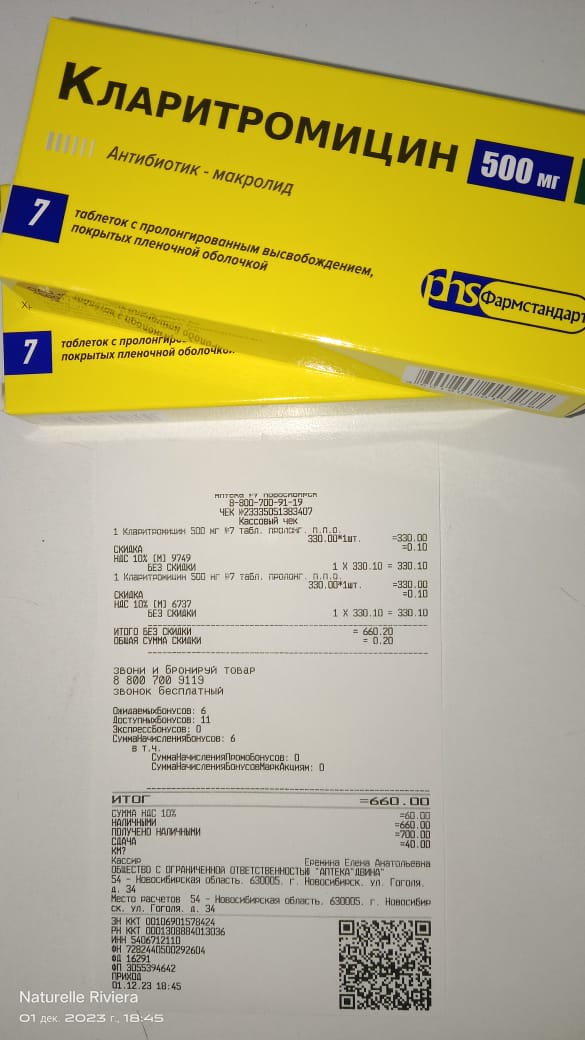 КЛАРИТРОМИЦИН
500 мг
Антибиотик - макролид
7
таблеток с пролонгированным высвобождением,
покрытых пленочной оболочкой
phs Фармстандарт
7
таблеток с
покрытых пленочной оболочкой
АПТЕКА №7 НОВОСИБИРСК
8-800-700-91-19
ЧЕК №23335051383407
Кассовый чек
1 Кларитромицин 500 мг №7 табл. пролонг. п.п.о.
330.00*1шт. =330.00
СКИДКА =0.10
НДС 10% [М] 9749
БЕЗ СКИДКИ 1 X 330.10 = 330.10
1 Кларитромицин 500 мг №7 табл. пролонг. п.п.о.
330.00*1шт. =330.00
СКИДКА =0.10
НДС 10% [М] 6737
БЕЗ СКИДКИ 1 X 330.10 = 330.10
ИТОГО БЕЗ СКИДКИ = 660.20
ОБЩАЯ СУММА СКИДКИ = 0.20
ЗВОНИ И БРОНИРУЙ ТОВАР
8 800 700 9119
ЗВОНОК БЕСПЛАТНЫЙ
ОжидаемыхБонусов: 6
ДоступныхБонусов: 11
ЭкспрессБонусов: 0
СуммаНачисленияБонусов: 6
в т.ч.
СуммаНачисленияПромоБонусов: 0
СуммаНачисленияБонусовМаркАкциям: 0
ИТОГ =660.00
СУММА НДС 10% =60.00
НАЛИЧНЫМИ =660.00
ПОЛУЧЕНО НАЛИЧНЫМИ =700.00
СДАЧА =40.00
КМ?
Кассир Еремина Елена Анатольевна
ОБЩЕСТВО С ОГРАНИЧЕННОЙ ОТВЕТСТВЕННОСТЬЮ "АПТЕКА"ДВИНА"
54 - Новосибирская область, 630005, г. Новосибирск, ул. Гоголя,
д. 34
Место расчетов 54 - Новосибирская область, 630005, г. Новосибир
ск, ул. Гоголя, д. 34
ЗН ККТ 00106901578424
РН ККТ 0001308884013036
ИНН 5406712110
ФН 7282440500292604
ФД 16291
ФП 3055394642
ПРИХОД
01.12.23 18:45
Naturelle Riviera
01 дек. 2023 г., 18:45